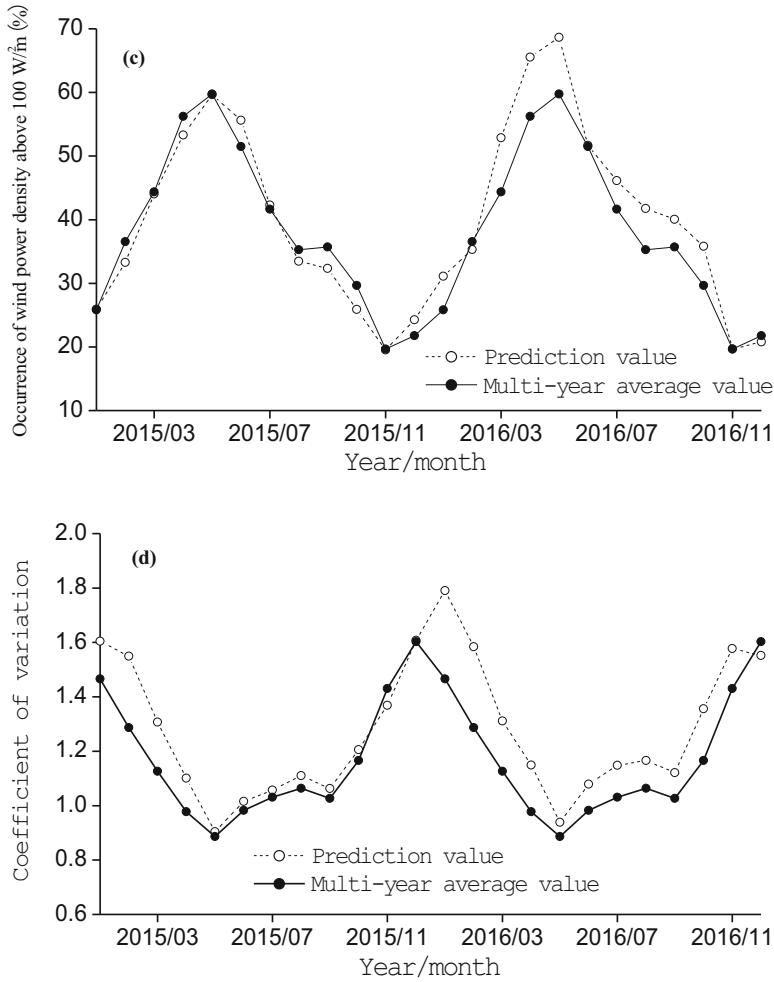 Occurrence of wind power density above 100 W/m² (%)
70
60
50
40
30
20
10
(c)
Prediction value
Multi-year average value
2015/03 2015/07 2015/11 2016/03 2016/07 2016/11
Year/month
Coefficient of variation
2.0
1.8
1.6
1.4
1.2
1.0
0.8
0.6
(d)
Prediction value
Multi-year average value
2015/03 2015/07 2015/11 2016/03 2016/07 2016/11
Year/month